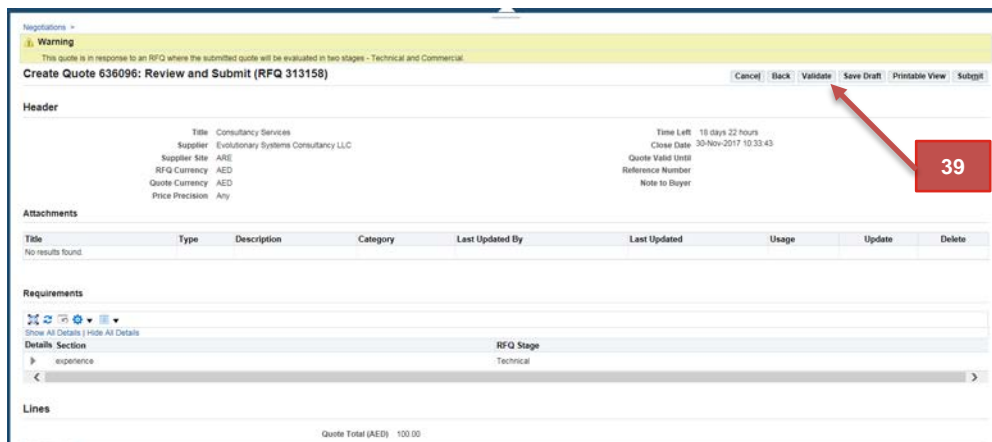 Negotiations >
Warning
This quote is in response to an RFQ where the submitted quote will be evaluated in two stages - Technical and Commercial.
Create Quote 636096: Review and Submit (RFQ 313158)
Cancel Back Validate Save Draft Printable View Submit
Header
Title Consultancy Services
Supplier Evolutionary Systems Consultancy LLC
Supplier Site ARE
RFQ Currency AED
Quote Currency AED
Price Precision Any
Time Left 18 days 22 hours
Close Date 30-Nov-2017 10:33:43
Quote Valid Until
Reference Number
Note to Buyer
39
Attachments
Title Type Description Category Last Updated By Last Updated Usage Update Delete
No results found.
Requirements
Show All Details | Hide All Details
Details Section RFQ Stage
experience Technical
Lines
Quote Total (AED) 100.00